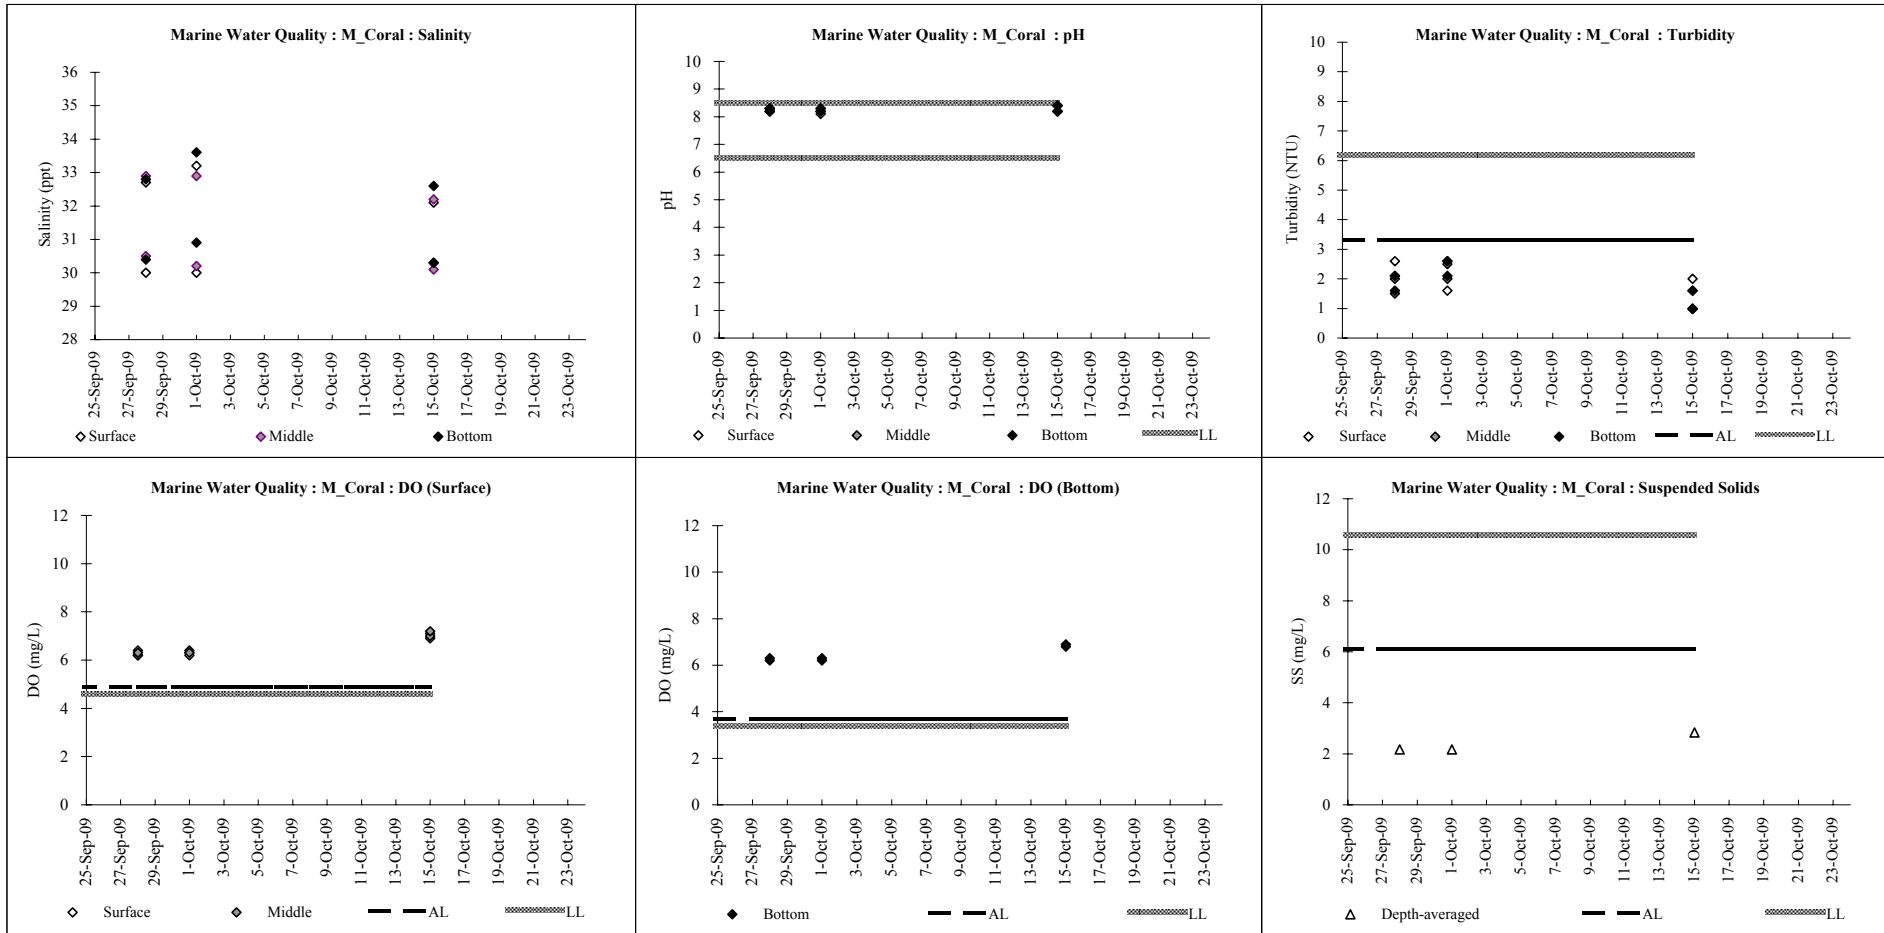 Marine Water Quality : M_Coral : Salinity
36
35
34
33
32
31
30
29
28
Salinity (ppt)
25-Sep-09
27-Sep-09
29-Sep-09
1-Oct-09
3-Oct-09
5-Oct-09
7-Oct-09
9-Oct-09
11-Oct-09
13-Oct-09
15-Oct-09
17-Oct-09
19-Oct-09
21-Oct-09
23-Oct-09
Surface Middle Bottom
Marine Water Quality : M_Coral : pH
10
9
8
7
6
5
4
3
2
1
0
pH
25-Sep-09
27-Sep-09
29-Sep-09
1-Oct-09
3-Oct-09
5-Oct-09
7-Oct-09
9-Oct-09
11-Oct-09
13-Oct-09
15-Oct-09
17-Oct-09
19-Oct-09
21-Oct-09
23-Oct-09
Surface Middle Bottom LL
Marine Water Quality : M_Coral : Turbidity
10
9
8
7
6
5
4
3
2
1
0
Turbidity (NTU)
25-Sep-09
27-Sep-09
29-Sep-09
1-Oct-09
3-Oct-09
5-Oct-09
7-Oct-09
9-Oct-09
11-Oct-09
13-Oct-09
15-Oct-09
17-Oct-09
19-Oct-09
21-Oct-09
23-Oct-09
Surface Middle Bottom AL LL
Marine Water Quality : M_Coral : DO (Surface)
12
10
8
6
4
2
0
DO (mg/L)
25-Sep-09
27-Sep-09
29-Sep-09
1-Oct-09
3-Oct-09
5-Oct-09
7-Oct-09
9-Oct-09
11-Oct-09
13-Oct-09
15-Oct-09
17-Oct-09
19-Oct-09
21-Oct-09
23-Oct-09
Surface Middle AL LL
Marine Water Quality : M_Coral : DO (Bottom)
12
10
8
6
4
2
0
DO (mg/L)
25-Sep-09
27-Sep-09
29-Sep-09
1-Oct-09
3-Oct-09
5-Oct-09
7-Oct-09
9-Oct-09
11-Oct-09
13-Oct-09
15-Oct-09
17-Oct-09
19-Oct-09
21-Oct-09
23-Oct-09
Bottom AL LL
Marine Water Quality : M_Coral : Suspended Solids
12
10
8
6
4
2
0
SS (mg/L)
25-Sep-09
27-Sep-09
29-Sep-09
1-Oct-09
3-Oct-09
5-Oct-09
7-Oct-09
9-Oct-09
11-Oct-09
13-Oct-09
15-Oct-09
17-Oct-09
19-Oct-09
21-Oct-09
23-Oct-09
Depth-averaged AL LL